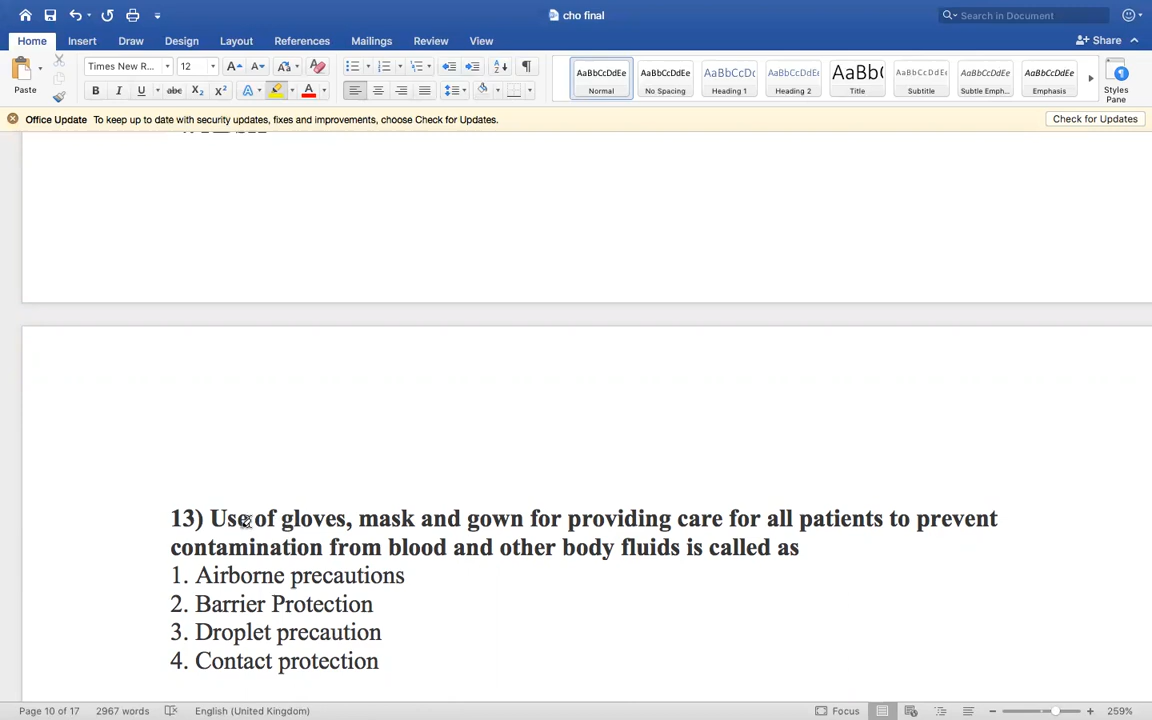 cho final
Search in Document
Home Insert Draw Design Layout References Mailings Review View
Share
Paste
Times New R... 12
AaBbCcDdEe AaBbCcDdEe AaBbCcDc AaBbCcDdEe AaBb( AaBbCcDdEe AaBbCcDdEe AaBbCcDdEe
Normal No Spacing Heading 1 Heading 2 Title Subtitle Subtle Emph... Emphasis
Styles
Pane
Office Update To keep up to date with security updates, fixes and improvements, choose Check for Updates.
Check for Updates
13) Use of gloves, mask and gown for providing care for all patients to prevent
contamination from blood and other body fluids is called as
1. Airborne precautions
2. Barrier Protection
3. Droplet precaution
4. Contact protection
Page 10 of 17 2967 words English (United Kingdom) Focus 259%